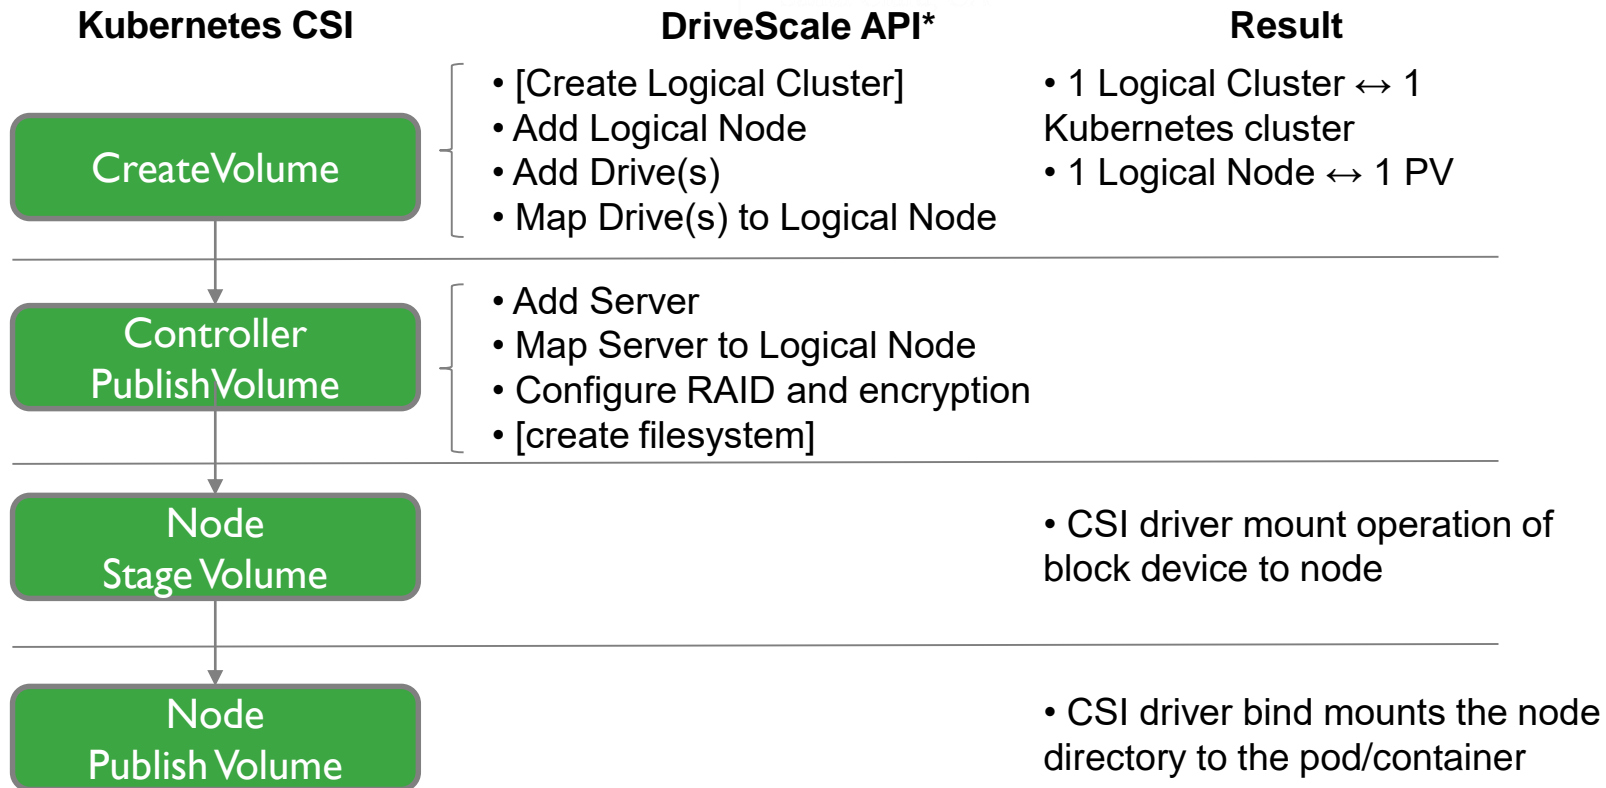 Kubernetes CSI
DriveScale API*
Result
CreateVolume
• [Create Logical Cluster]
• Add Logical Node
• Add Drive(s)
• Map Drive(s) to Logical Node
• 1 Logical Cluster ↔ 1
Kubernetes cluster
• 1 Logical Node ↔ 1 PV
Controller
PublishVolume
• Add Server
• Map Server to Logical Node
• Configure RAID and encryption
• [create filesystem]
Node
Stage Volume
• CSI driver mount operation of
block device to node
Node
Publish Volume
• CSI driver bind mounts the node
directory to the pod/container